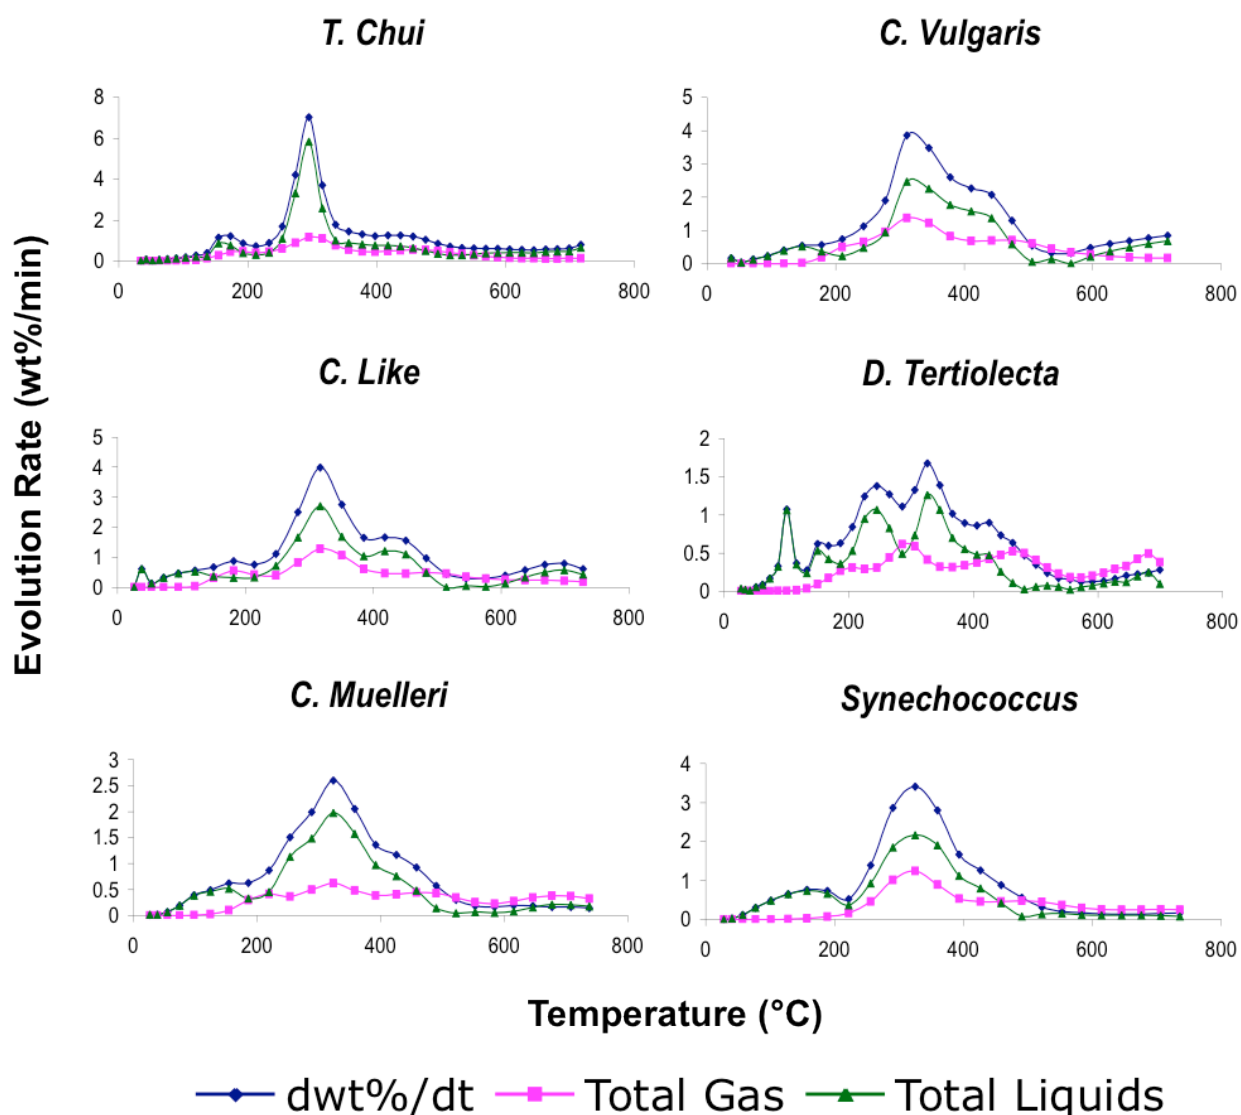 T. Chui
C. Vulgaris
8
6
4
2
0
0 200 400 600 800
5
4
3
2
1
0
0 200 400 600 800
C. Like
D. Tertiolecta
5
4
3
2
1
0
0 200 400 600 800
2
1.5
1
0.5
0
0 200 400 600 800
C. Muelleri
Synechococcus
3
2.5
2
1.5
1
0.5
0
0 200 400 600 800
4
3
2
1
0
0 200 400 600 800
Evolution Rate (wt%/min)
Temperature (°C)
dwt%/dt Total Gas Total Liquids